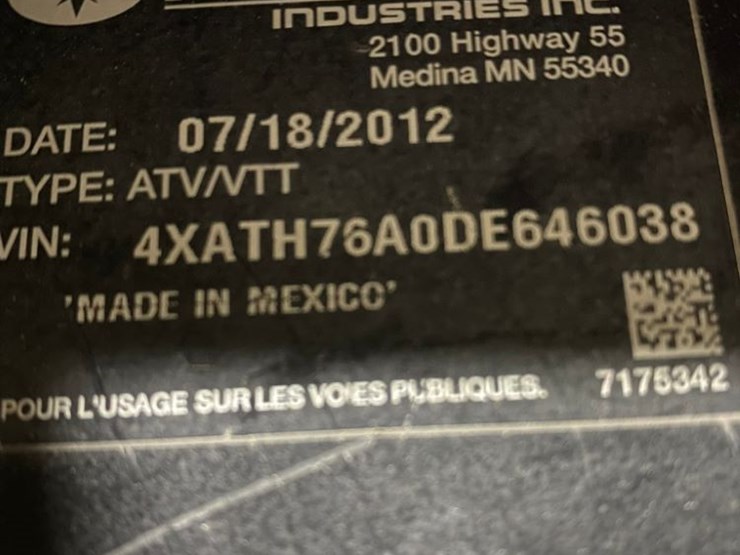 INDUSTRIES INC.
2100 Highway 55
Medina MN 55340
DATE: 07/18/2012
TYPE: ATV/VTT
VIN: 4XATH76A0DE646038
"MADE IN MEXICO"
POUR L'USAGE SUR LES VOIES PUBLIQUES.
7175342